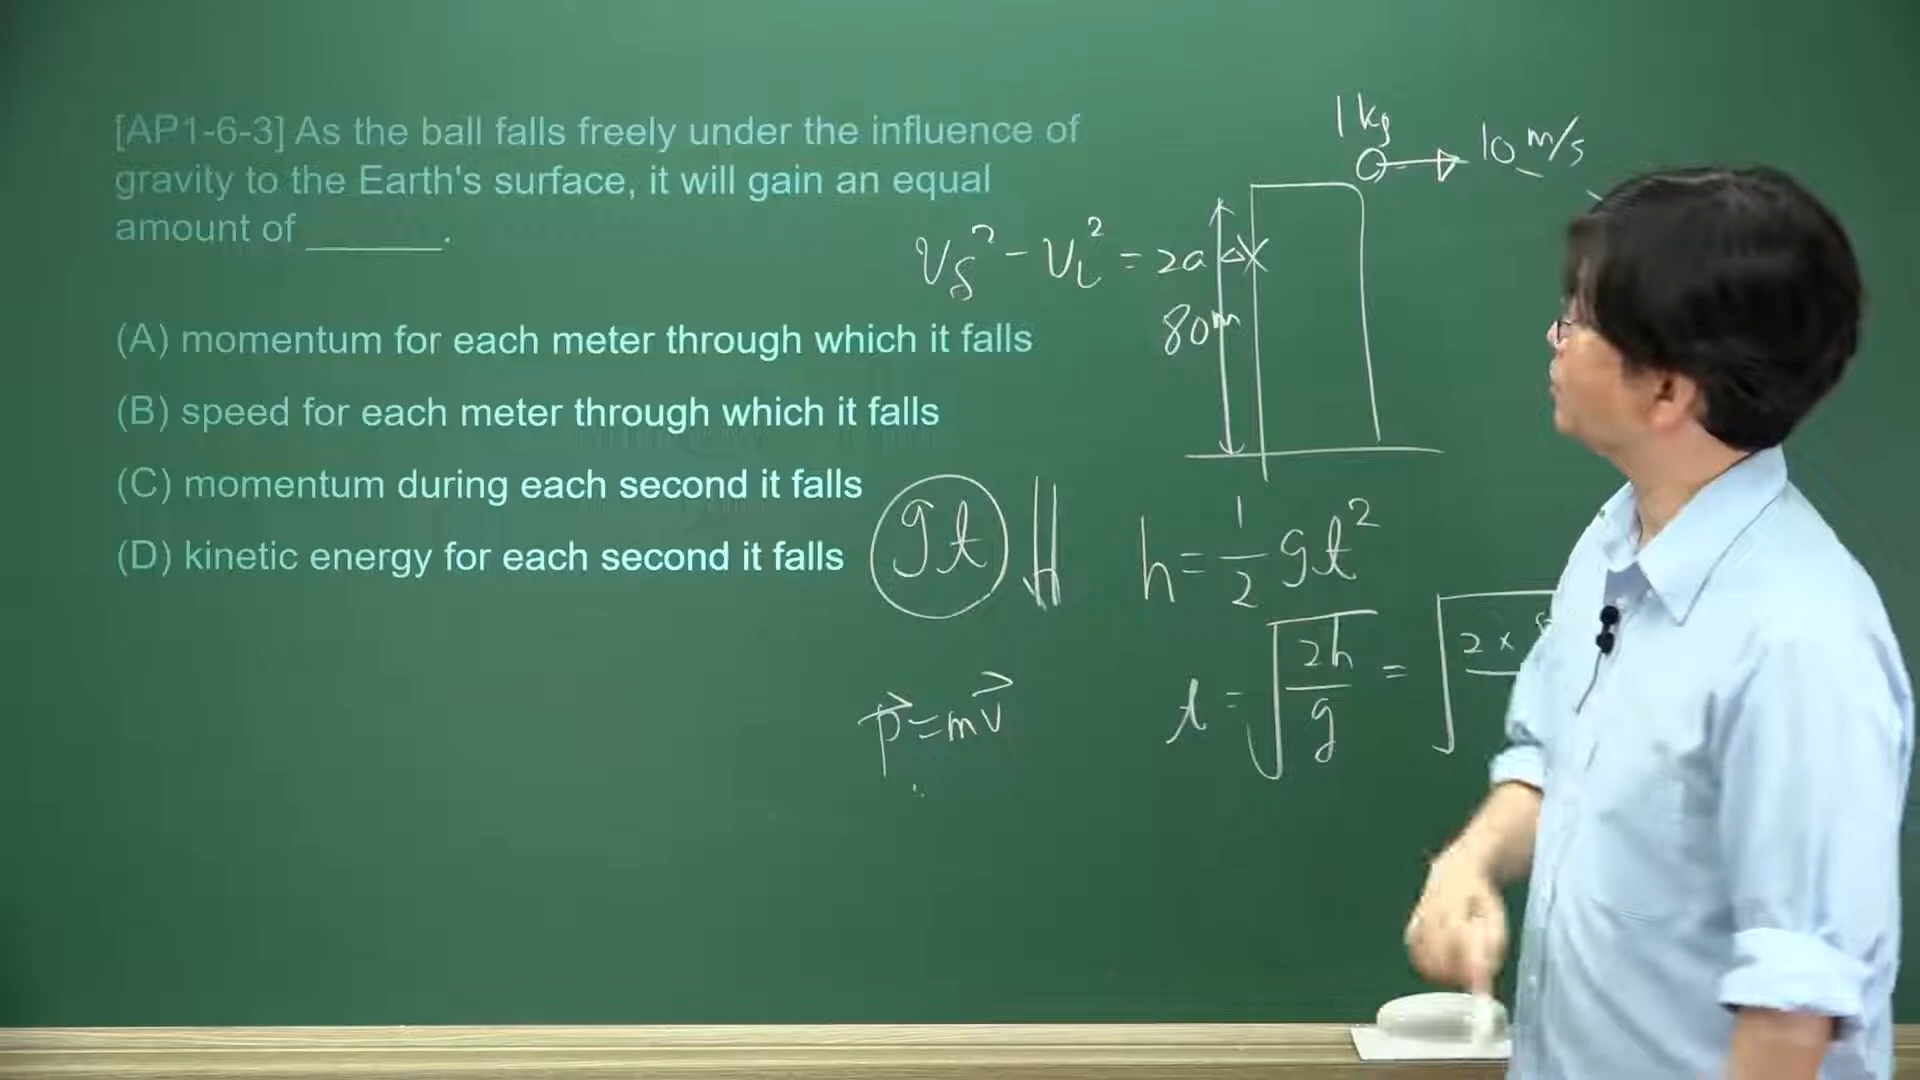 [AP1-6-3] As the ball falls freely under the influence of
gravity to the Earth's surface, it will gain an equal
amount of ______.
(A) momentum for each meter through which it falls
(B) speed for each meter through which it falls
(C) momentum during each second it falls
(D) kinetic energy for each second it falls
1kg
10 m/s
Vf² - Vi² = 2a△X
80m
gt
h = 1/2 gt²
t = √(2h/g) = √(2×
p⃗ = mv⃗